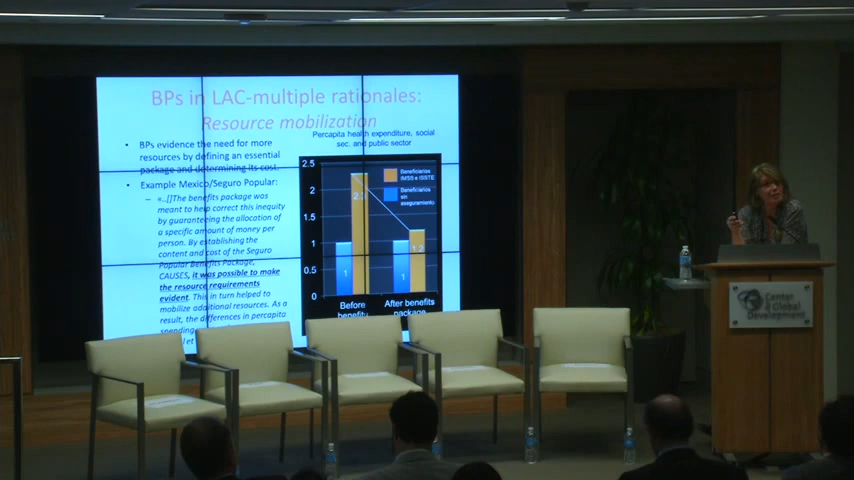 BPs in LAC-multiple rationales:
Resource mobilization
• BPs evidence the need for more
resources by defining an essential
package and determining its cost.
• Example Mexico/Seguro Popular:
– «..[]The benefits package was
meant to help correct this inequity
by guaranteeing the allocation of
a specific amount of money per
person. By establishing the
content and cost of the Seguro
Popular Benefits Package,
CAUSES, it was possible to make
the resource requirements
evident. This in turn helped to
mobilize additional resources. As a
result, the differences in percapita
spending
Percapita health expenditure, social
sec. and public sector
2.5
2
1.5
1
0.5
0
Beneficiarios
IMSS e ISSTE
Beneficiarios
sin
aseguramiento
1
1
1.2
Before
benefity
After benefits
package
Center
Global
Development